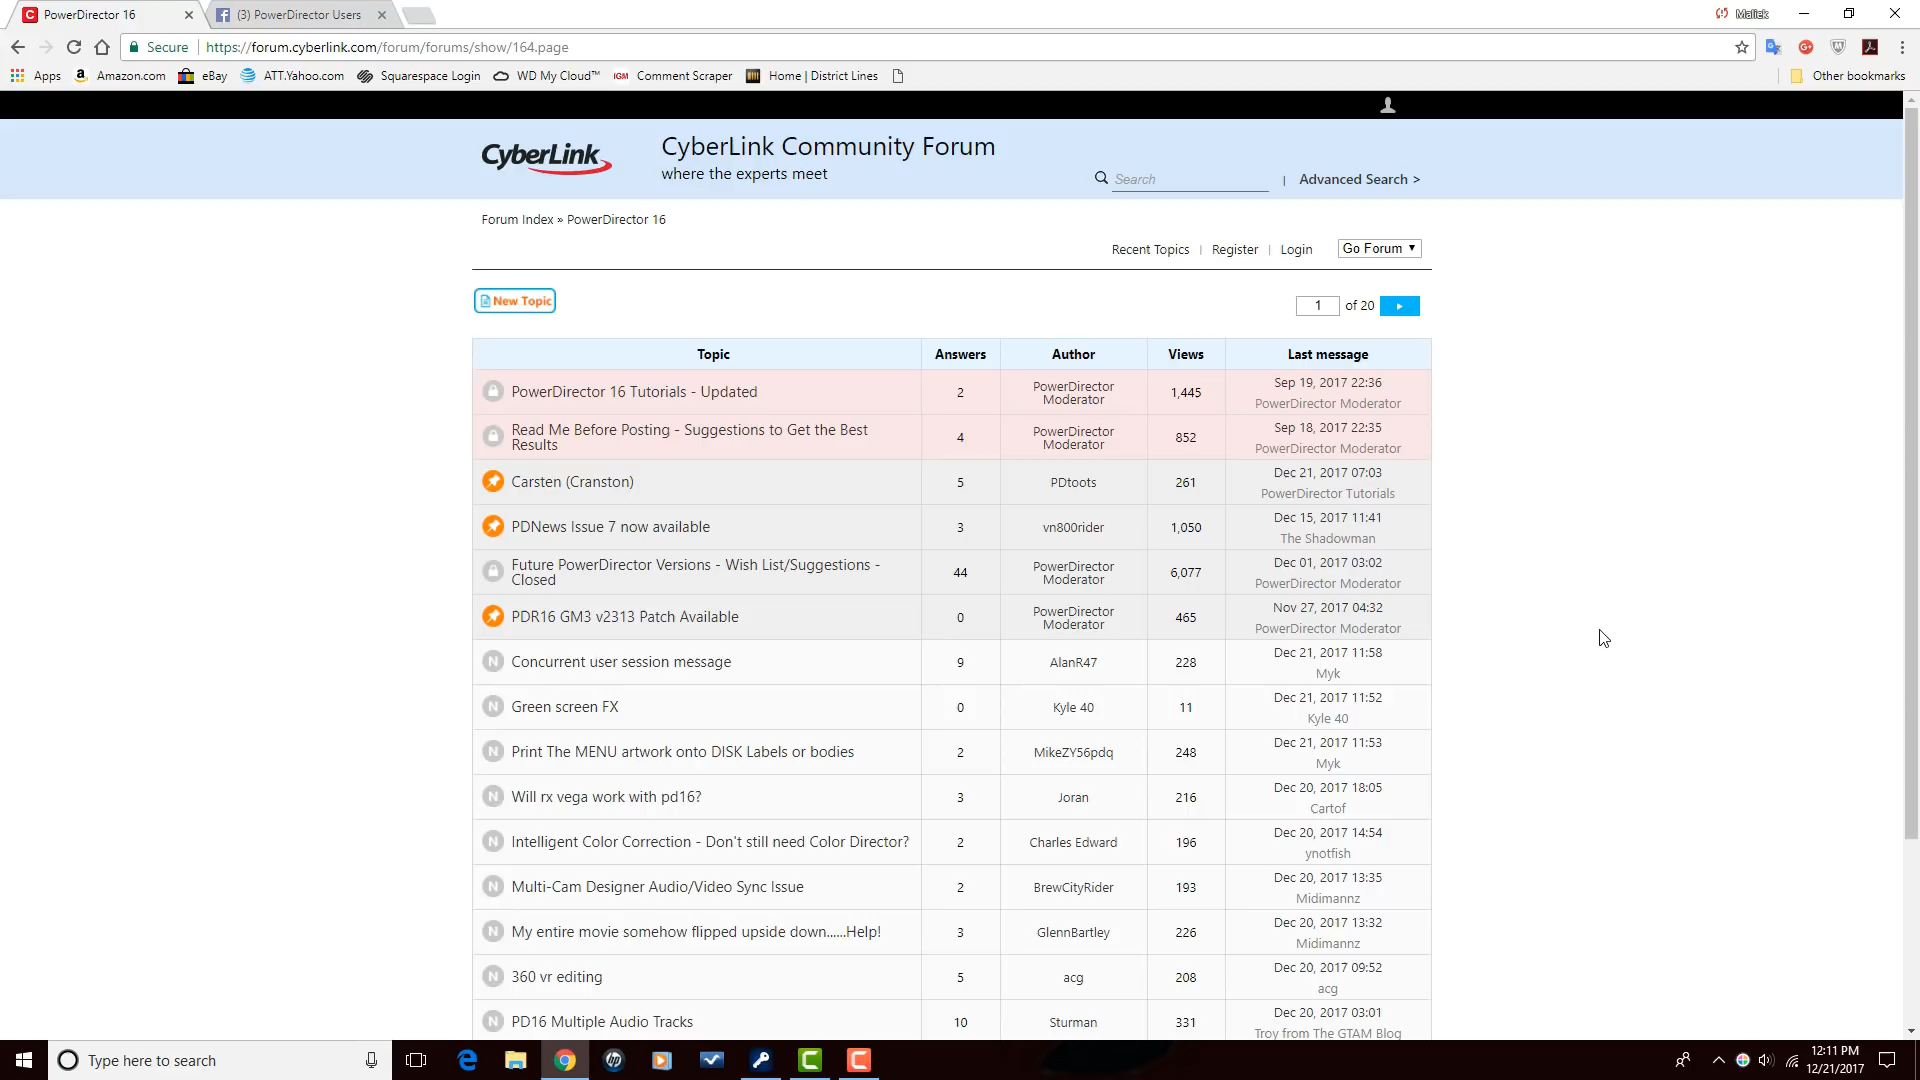 PowerDirector 16
(3) PowerDirector Users
Maliek
Secure
https://forum.cyberlink.com/forum/forums/show/164.page
Apps
Amazon.com
eBay
ATT.Yahoo.com
Squarespace Login
WD My Cloud™
IGM
Comment Scraper
Home | District Lines
Other bookmarks
CyberLink
CyberLink Community Forum
where the experts meet
Search
|
Advanced Search >
Forum Index » PowerDirector 16
Recent Topics | Register | Login
Go Forum
New Topic
1 of 20
Topic Answers Author Views Last message
PowerDirector 16 Tutorials - Updated 2 PowerDirector Moderator 1,445 Sep 19, 2017 22:36 PowerDirector Moderator
Read Me Before Posting - Suggestions to Get the Best Results 4 PowerDirector Moderator 852 Sep 18, 2017 22:35 PowerDirector Moderator
Carsten (Cranston) 5 PDtoots 261 Dec 21, 2017 07:03 PowerDirector Tutorials
PDNews Issue 7 now available 3 vn800rider 1,050 Dec 15, 2017 11:41 The Shadowman
Future PowerDirector Versions - Wish List/Suggestions - Closed 44 PowerDirector Moderator 6,077 Dec 01, 2017 03:02 PowerDirector Moderator
PDR16 GM3 v2313 Patch Available 0 PowerDirector Moderator 465 Nov 27, 2017 04:32 PowerDirector Moderator
N Concurrent user session message 9 AlanR47 228 Dec 21, 2017 11:58 Myk
N Green screen FX 0 Kyle 40 11 Dec 21, 2017 11:52 Kyle 40
N Print The MENU artwork onto DISK Labels or bodies 2 MikeZY56pdq 248 Dec 21, 2017 11:53 Myk
N Will rx vega work with pd16? 3 Joran 216 Dec 20, 2017 18:05 Cartof
N Intelligent Color Correction - Don't still need Color Director? 2 Charles Edward 196 Dec 20, 2017 14:54 ynotfish
N Multi-Cam Designer Audio/Video Sync Issue 2 BrewCityRider 193 Dec 20, 2017 13:35 Midimannz
N My entire movie somehow flipped upside down......Help! 3 GlennBartley 226 Dec 20, 2017 13:32 Midimannz
N 360 vr editing 5 acg 208 Dec 20, 2017 09:52 acg
N PD16 Multiple Audio Tracks 10 Sturman 331 Dec 20, 2017 03:01 Troy from The GTAM Blog
Type here to search
12:11 PM
12/21/2017